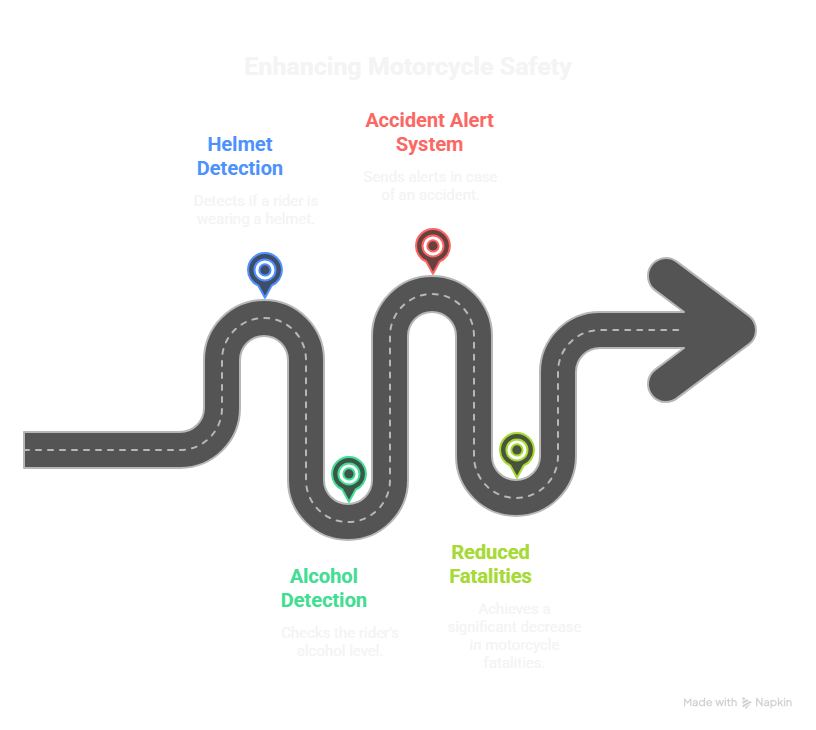 Enhancing Motorcycle Safety
Helmet
Detection
Detects if a rider is
wearing a helmet.
Accident Alert
System
Sends alerts in case
of an accident.
Alcohol
Detection
Checks the rider's
alcohol level.
Reduced
Fatalities
Achieves a
significant decrease
in motorcycle
fatalities.
Made with Napkin